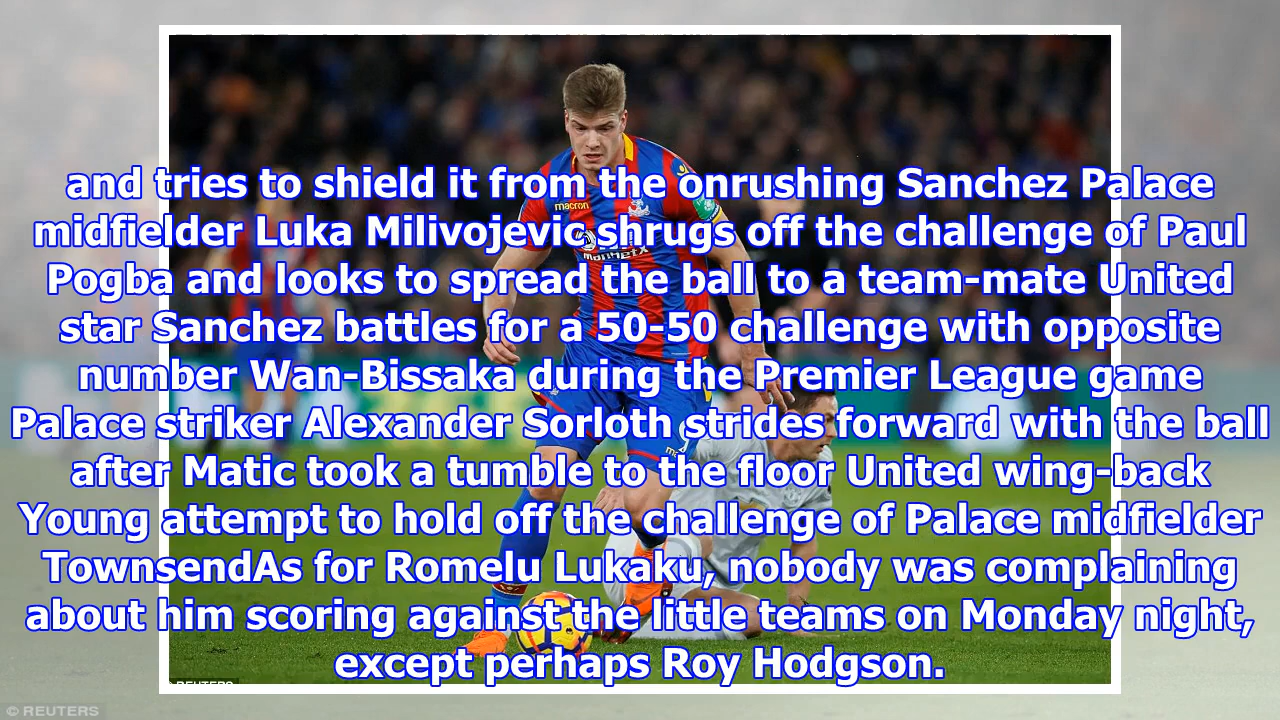 and tries to shield it from the onrushing Sanchez Palace
midfielder Luka Milivojevic shrugs off the challenge of Paul
Pogba and looks to spread the ball to a team-mate United
star Sanchez battles for a 50-50 challenge with opposite
number Wan-Bissaka during the Premier League game
Palace striker Alexander Sorloth strides forward with the ball
after Matic took a tumble to the floor United wing-back
Young attempt to hold off the challenge of Palace midfielder
TownsendAs for Romelu Lukaku, nobody was complaining
about him scoring against the little teams on Monday night,
except perhaps Roy Hodgson.
macron
© REUTERS